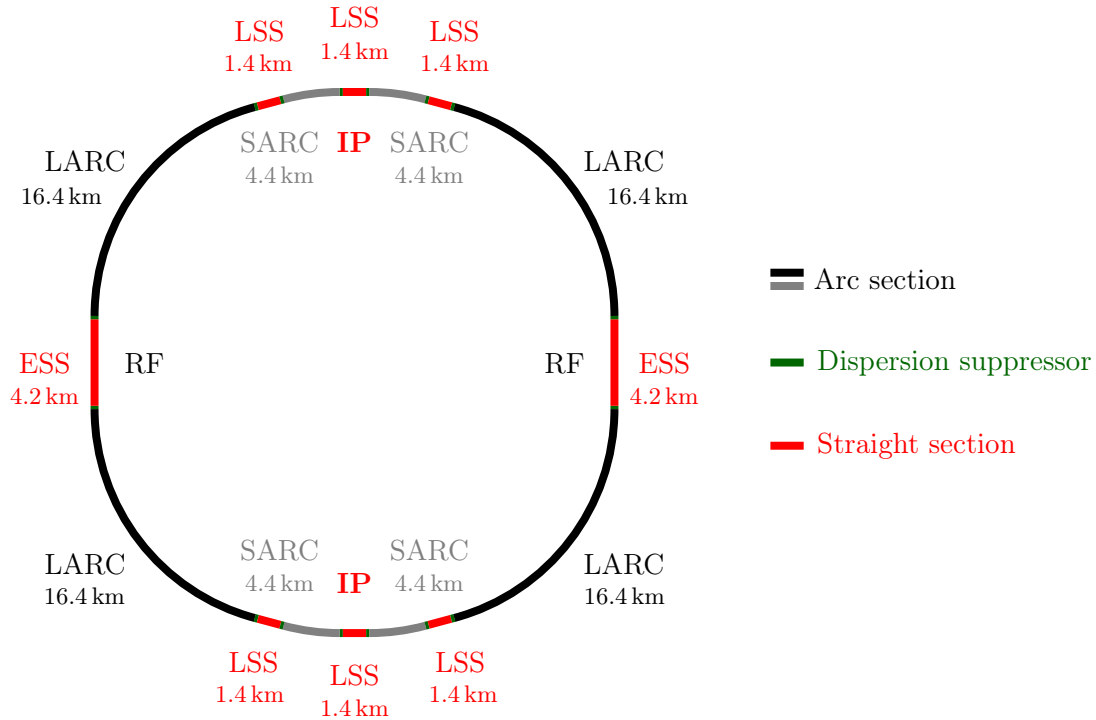 LSS
1.4 km
LSS
1.4 km
LSS
1.4 km
SARC
4.4 km
IP
SARC
4.4 km
LARC
16.4 km
LARC
16.4 km
Arc section
ESS
4.2 km
RF
RF
ESS
4.2 km
Dispersion suppressor
Straight section
LARC
16.4 km
SARC
4.4 km
IP
SARC
4.4 km
LARC
16.4 km
LSS
1.4 km
LSS
1.4 km
LSS
1.4 km